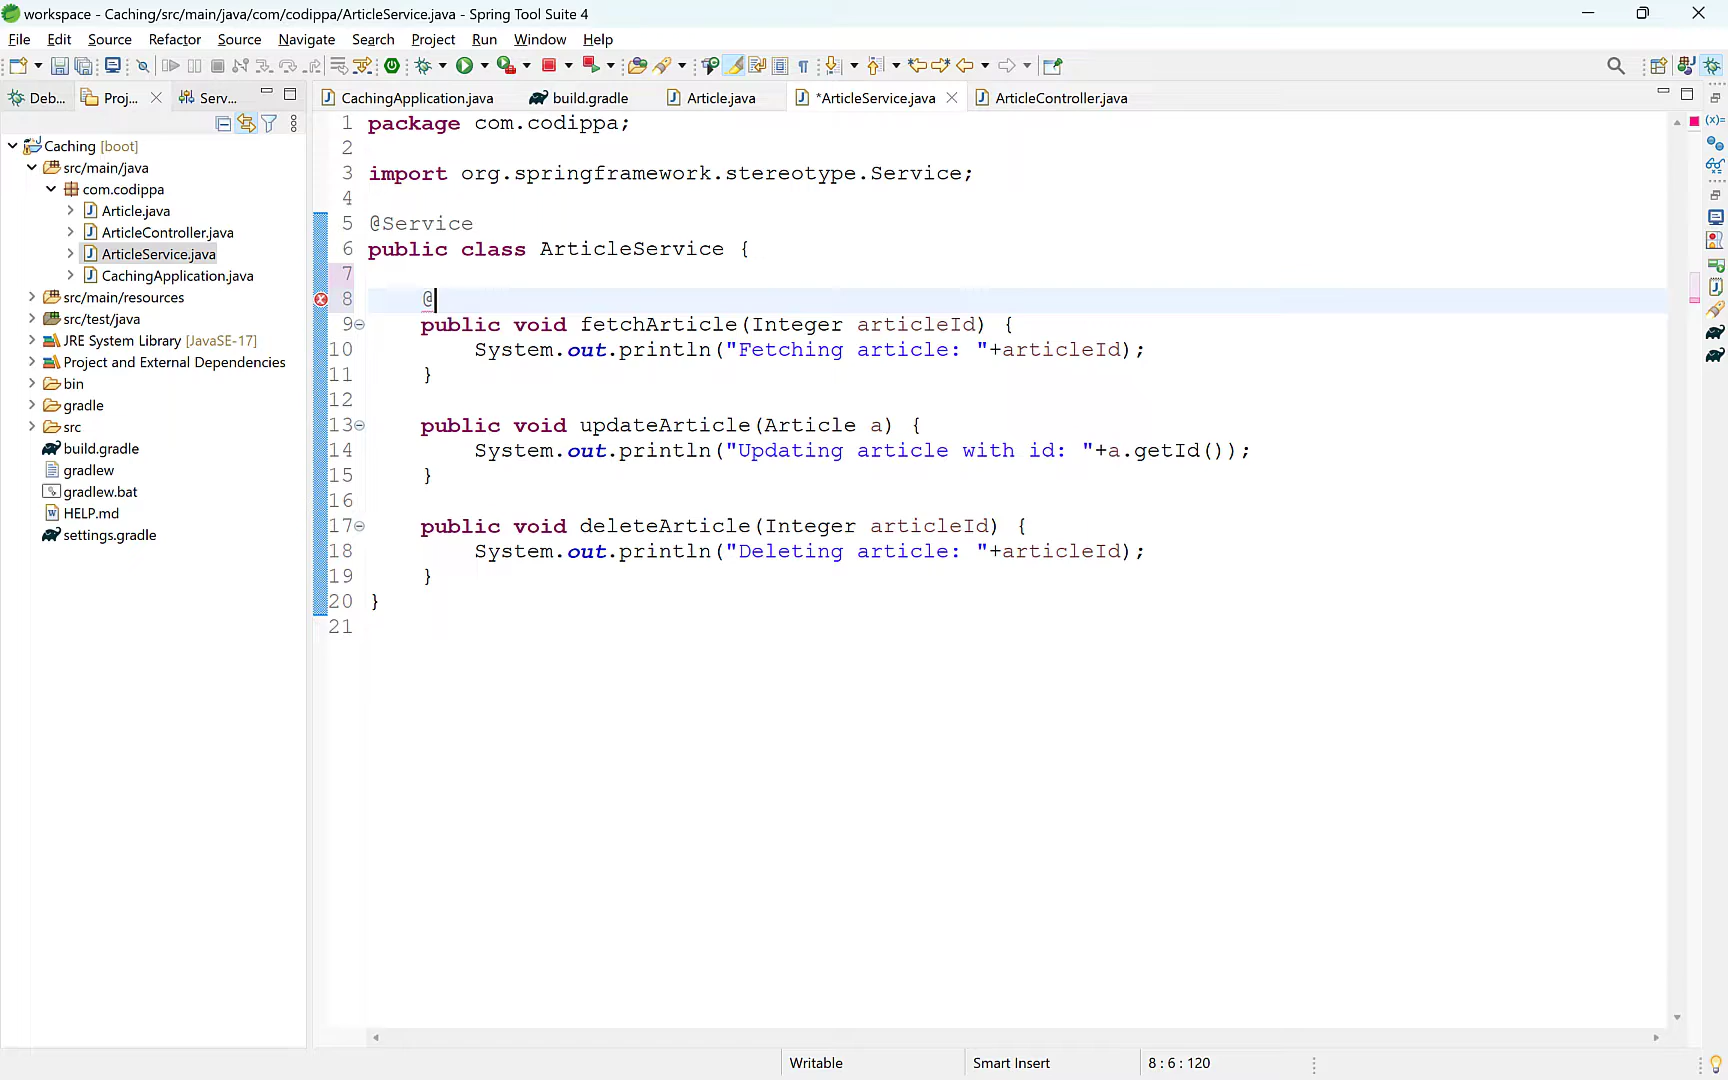 workspace - Caching/src/main/java/com/codippa/ArticleService.java - Spring Tool Suite 4
File Edit Source Refactor Source Navigate Search Project Run Window Help
Deb... Proj... Serv...
CachingApplication.java build.gradle Article.java *ArticleService.java ArticleController.java
Caching [boot]
src/main/java
com.codippa
Article.java
ArticleController.java
ArticleService.java
CachingApplication.java
src/main/resources
src/test/java
JRE System Library [JavaSE-17]
Project and External Dependencies
bin
gradle
src
build.gradle
gradlew
gradlew.bat
HELP.md
settings.gradle
1 package com.codippa;
2
3 import org.springframework.stereotype.Service;
4
5 @Service
6 public class ArticleService {
7
8 @
9 public void fetchArticle(Integer articleId) {
10 System.out.println("Fetching article: "+articleId);
11 }
12
13 public void updateArticle(Article a) {
14 System.out.println("Updating article with id: "+a.getId());
15 }
16
17 public void deleteArticle(Integer articleId) {
18 System.out.println("Deleting article: "+articleId);
19 }
20 }
21
Writable Smart Insert 8 : 6 : 120